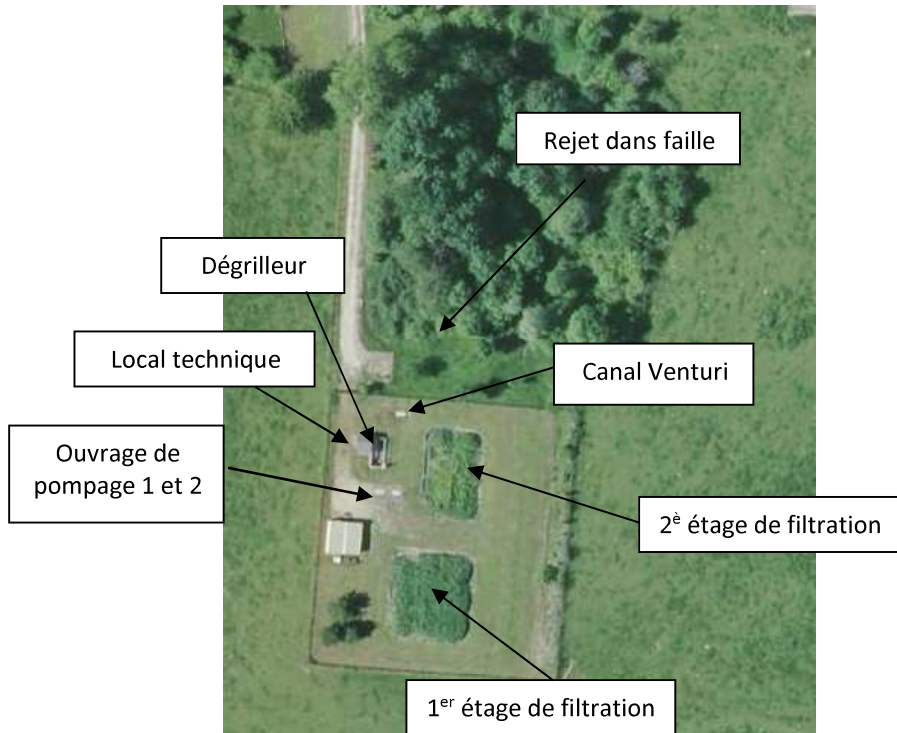 Rejet dans faille
Dégrilleur
Local technique
Canal Venturi
Ouvrage de
pompage 1 et 2
2è étage de filtration
1er étage de filtration